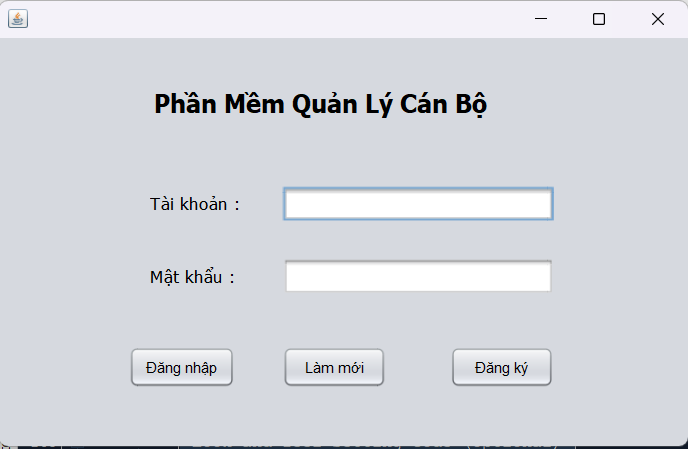 Phần Mềm Quản Lý Cán Bộ
Tài khoản :
Mật khẩu :
Đăng nhập Làm mới Đăng ký